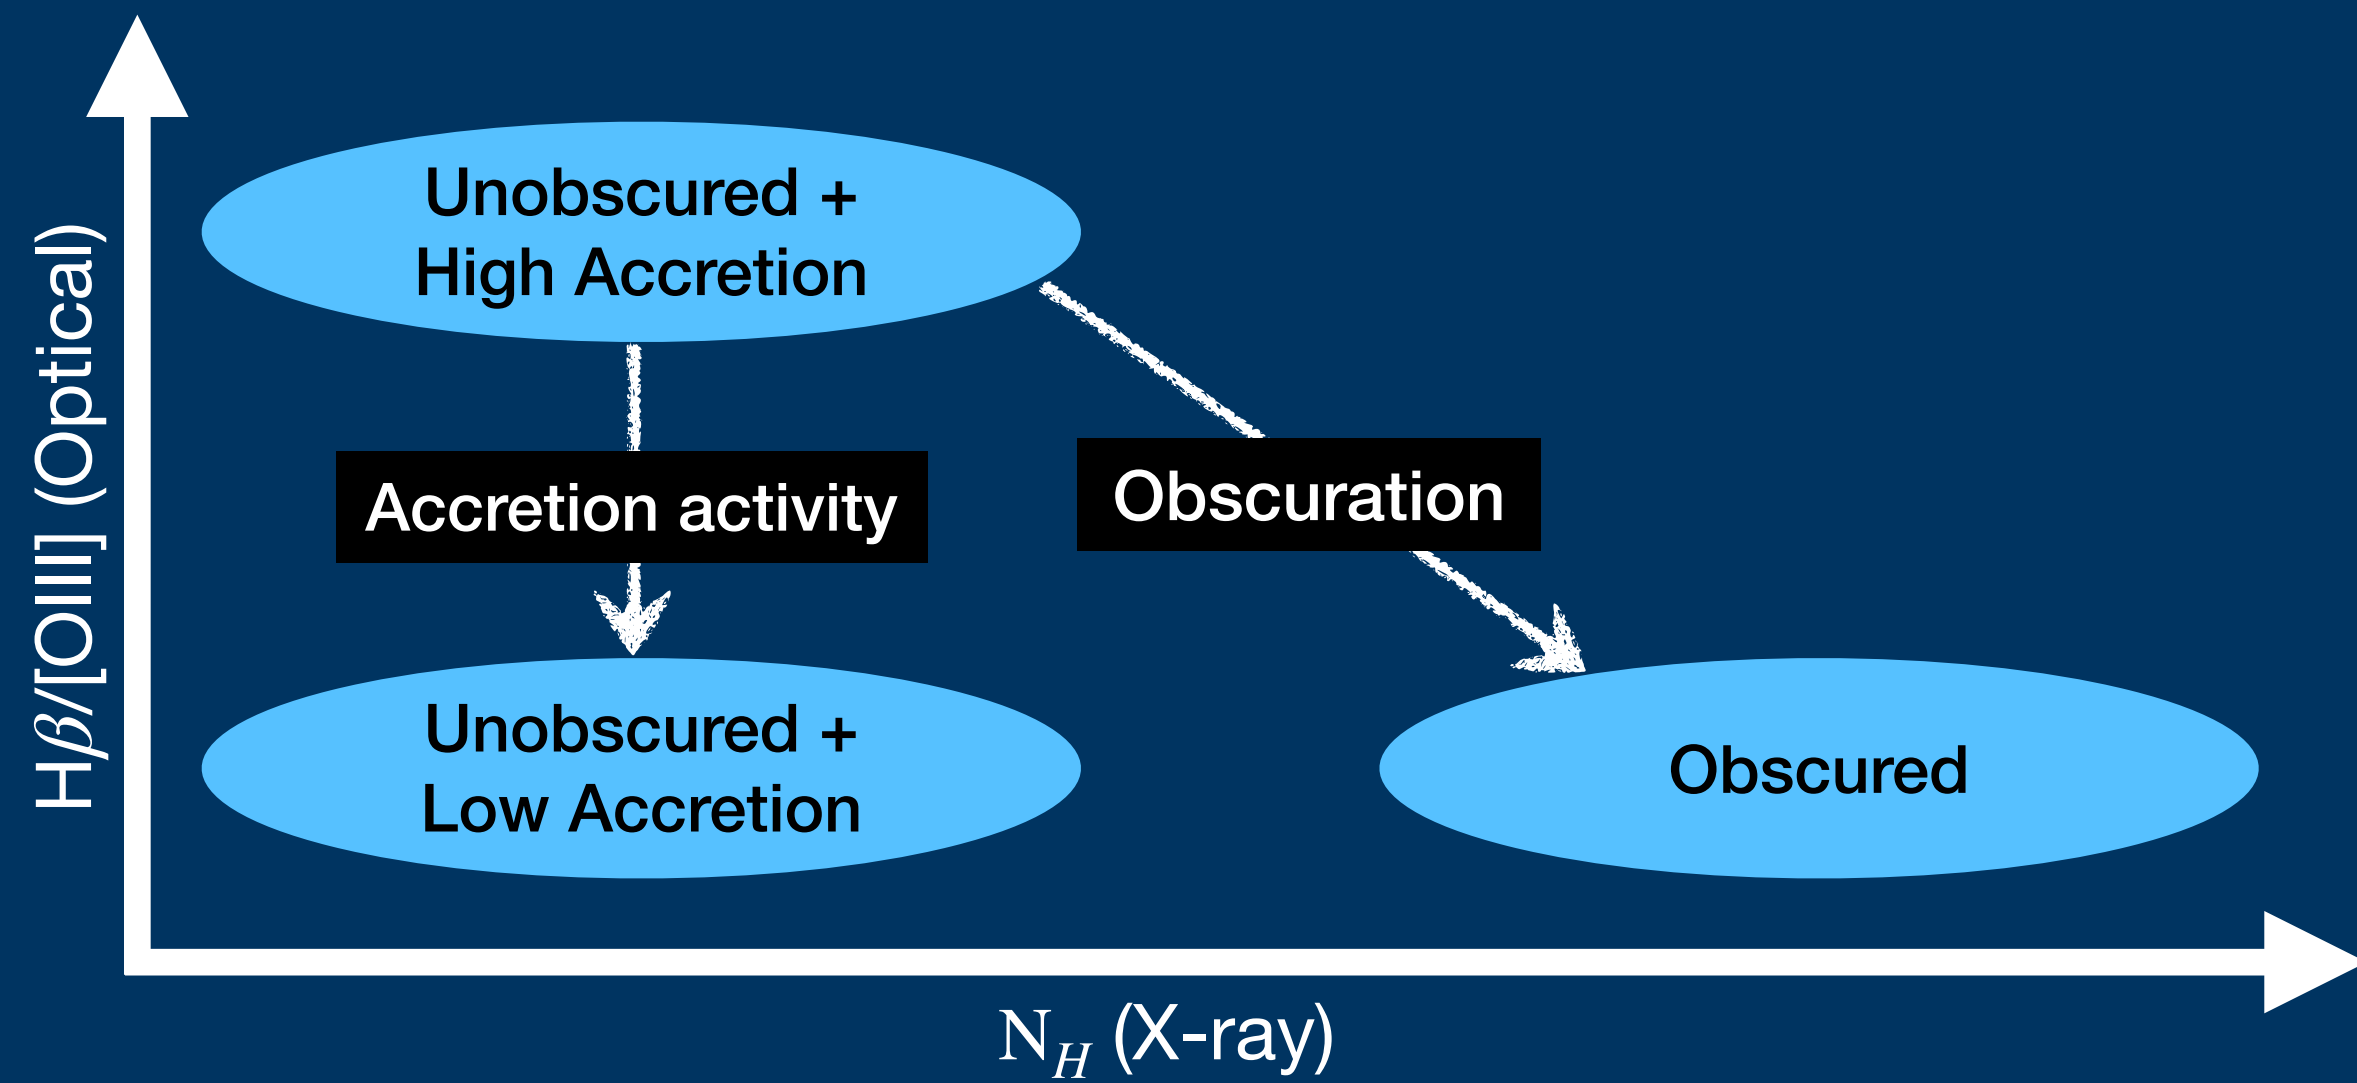 Hβ/[OIII] (Optical)
Unobscured +
High Accretion
Accretion activity
Obscuration
Unobscured +
Low Accretion
Obscured
N_H (X-ray)